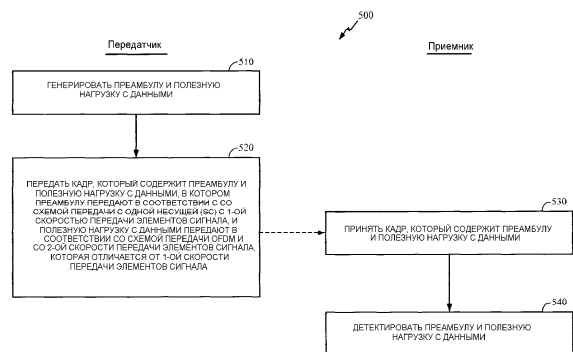 500
Передатчик
Приемник
510
ГЕНЕРИРОВАТЬ ПРЕАМБУЛУ И ПОЛЕЗНУЮ
НАГРУЗКУ С ДАННЫМИ
520
ПЕРЕДАТЬ КАДР, КОТОРЫЙ СОДЕРЖИТ ПРЕАМБУЛУ И
ПОЛЕЗНУЮ НАГРУЗКУ С ДАННЫМИ, В КОТОРОМ
ПРЕАМБУЛУ ПЕРЕДАЮТ В СООТВЕТСТВИИ С СО
СХЕМОЙ ПЕРЕДАЧИ С ОДНОЙ НЕСУЩЕЙ (SC) С 1-ОЙ
СКОРОСТЬЮ ПЕРЕДАЧИ ЭЛЕМЕНТОВ СИГНАЛА, И
ПОЛЕЗНУЮ НАГРУЗКУ С ДАННЫМИ ПЕРЕДАЮТ В
СООТВЕТСТВИИ СО СХЕМОЙ ПЕРЕДАЧИ OFDM И
СО 2-ОЙ СКОРОСТИ ПЕРЕДАЧИ ЭЛЕМЕНТОВ СИГНАЛА,
КОТОРАЯ ОТЛИЧАЕТСЯ ОТ 1-ОЙ СКОРОСТИ
ПЕРЕДАЧИ ЭЛЕМЕНТОВ СИГНАЛА
530
ПРИНЯТЬ КАДР, КОТОРЫЙ СОДЕРЖИТ ПРЕАМБУЛУ
И ПОЛЕЗНУЮ НАГРУЗКУ С ДАННЫМИ
540
ДЕТЕКТИРОВАТЬ ПРЕАМБУЛУ И ПОЛЕЗНУЮ
НАГРУЗКУ С ДАННЫМИ